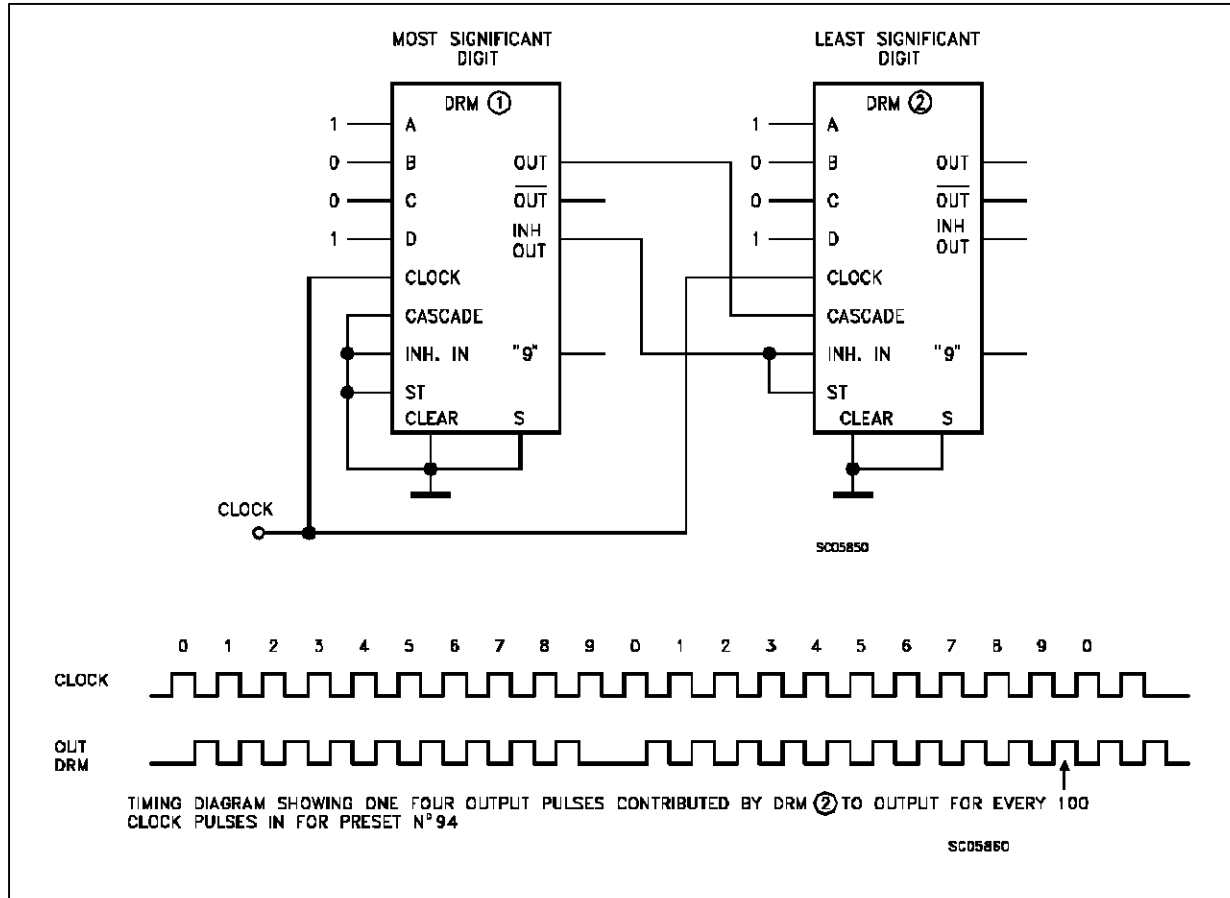 MOST SIGNIFICANT
DIGIT
LEAST SIGNIFICANT
DIGIT
DRM ①
1 A
0 B OUT
0 C OUT
1 D INH
OUT
CLOCK
CASCADE
INH. IN "9"
ST
CLEAR S
DRM ②
1 A
0 B OUT
0 C OUT
1 D INH
OUT
CLOCK
CASCADE
INH. IN "9"
ST
CLEAR S
CLOCK
SC05850
0 1 2 3 4 5 6 7 8 9 0 1 2 3 4 5 6 7 8 9 0
CLOCK
OUT
DRM
TIMING DIAGRAM SHOWING ONE FOUR OUTPUT PULSES CONTRIBUTED BY DRM ② TO OUTPUT FOR EVERY 100
CLOCK PULSES IN FOR PRESET N° 94
SC05860